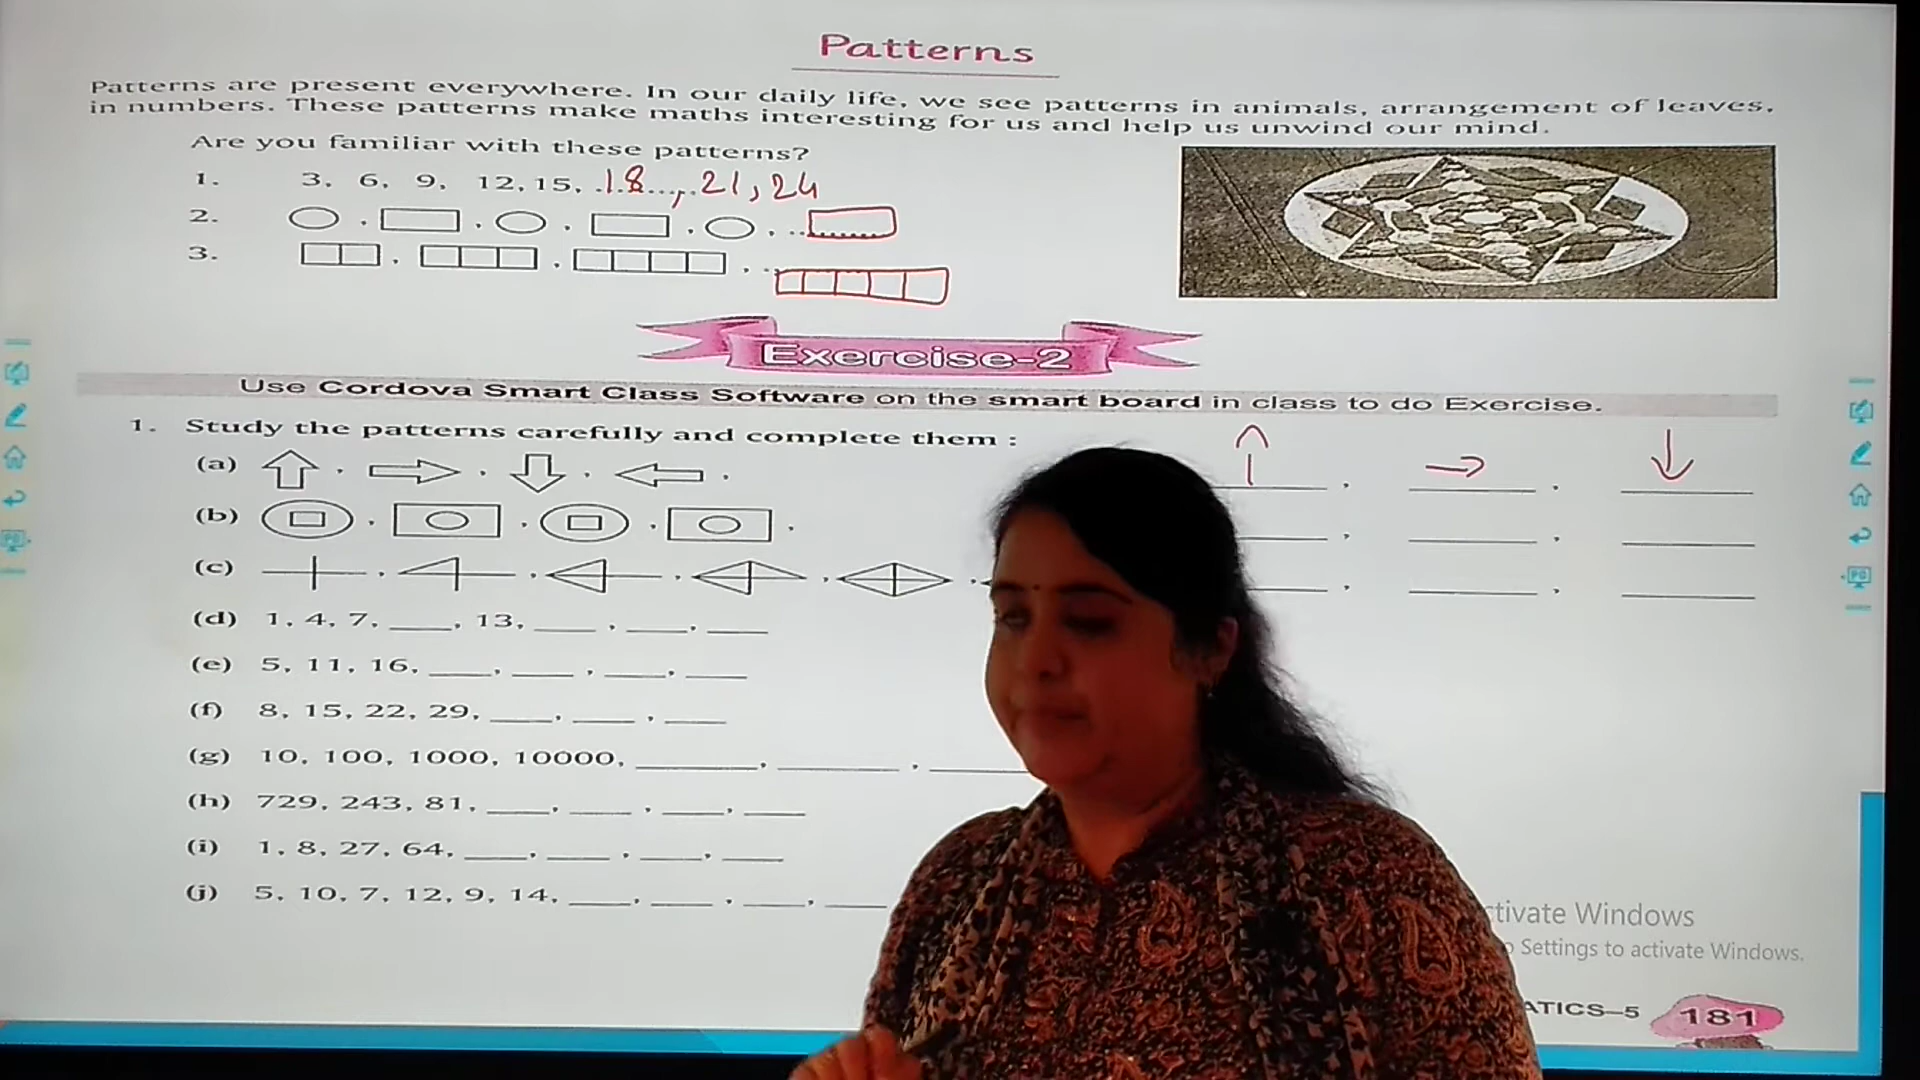 Patterns
Patterns are present everywhere. In our daily life, we see patterns in animals, arrangement of leaves,
in numbers. These patterns make maths interesting for us and help us unwind our mind.
Are you familiar with these patterns?
1. 3, 6, 9, 12, 15, ..18...., 21, 24
2.
3.
Exercise-2
Use Cordova Smart Class Software on the smart board in class to do Exercise.
1. Study the patterns carefully and complete them :
(a)
(b)
(c)
(d) 1, 4, 7, ____, 13, ____, ____, ____
(e) 5, 11, 16, ____, ____, ____, ____
(f) 8, 15, 22, 29, ____, ____, ____
(g) 10, 100, 1000, 10000, ________, ________, ______
(h) 729, 243, 81, ____, ____, ____, ____
(i) 1, 8, 27, 64, ____, ____, ____, ____
(j) 5, 10, 7, 12, 9, 14, ____, ____, ____, ____
tivate Windows
Settings to activate Windows.
ATICS–5 181